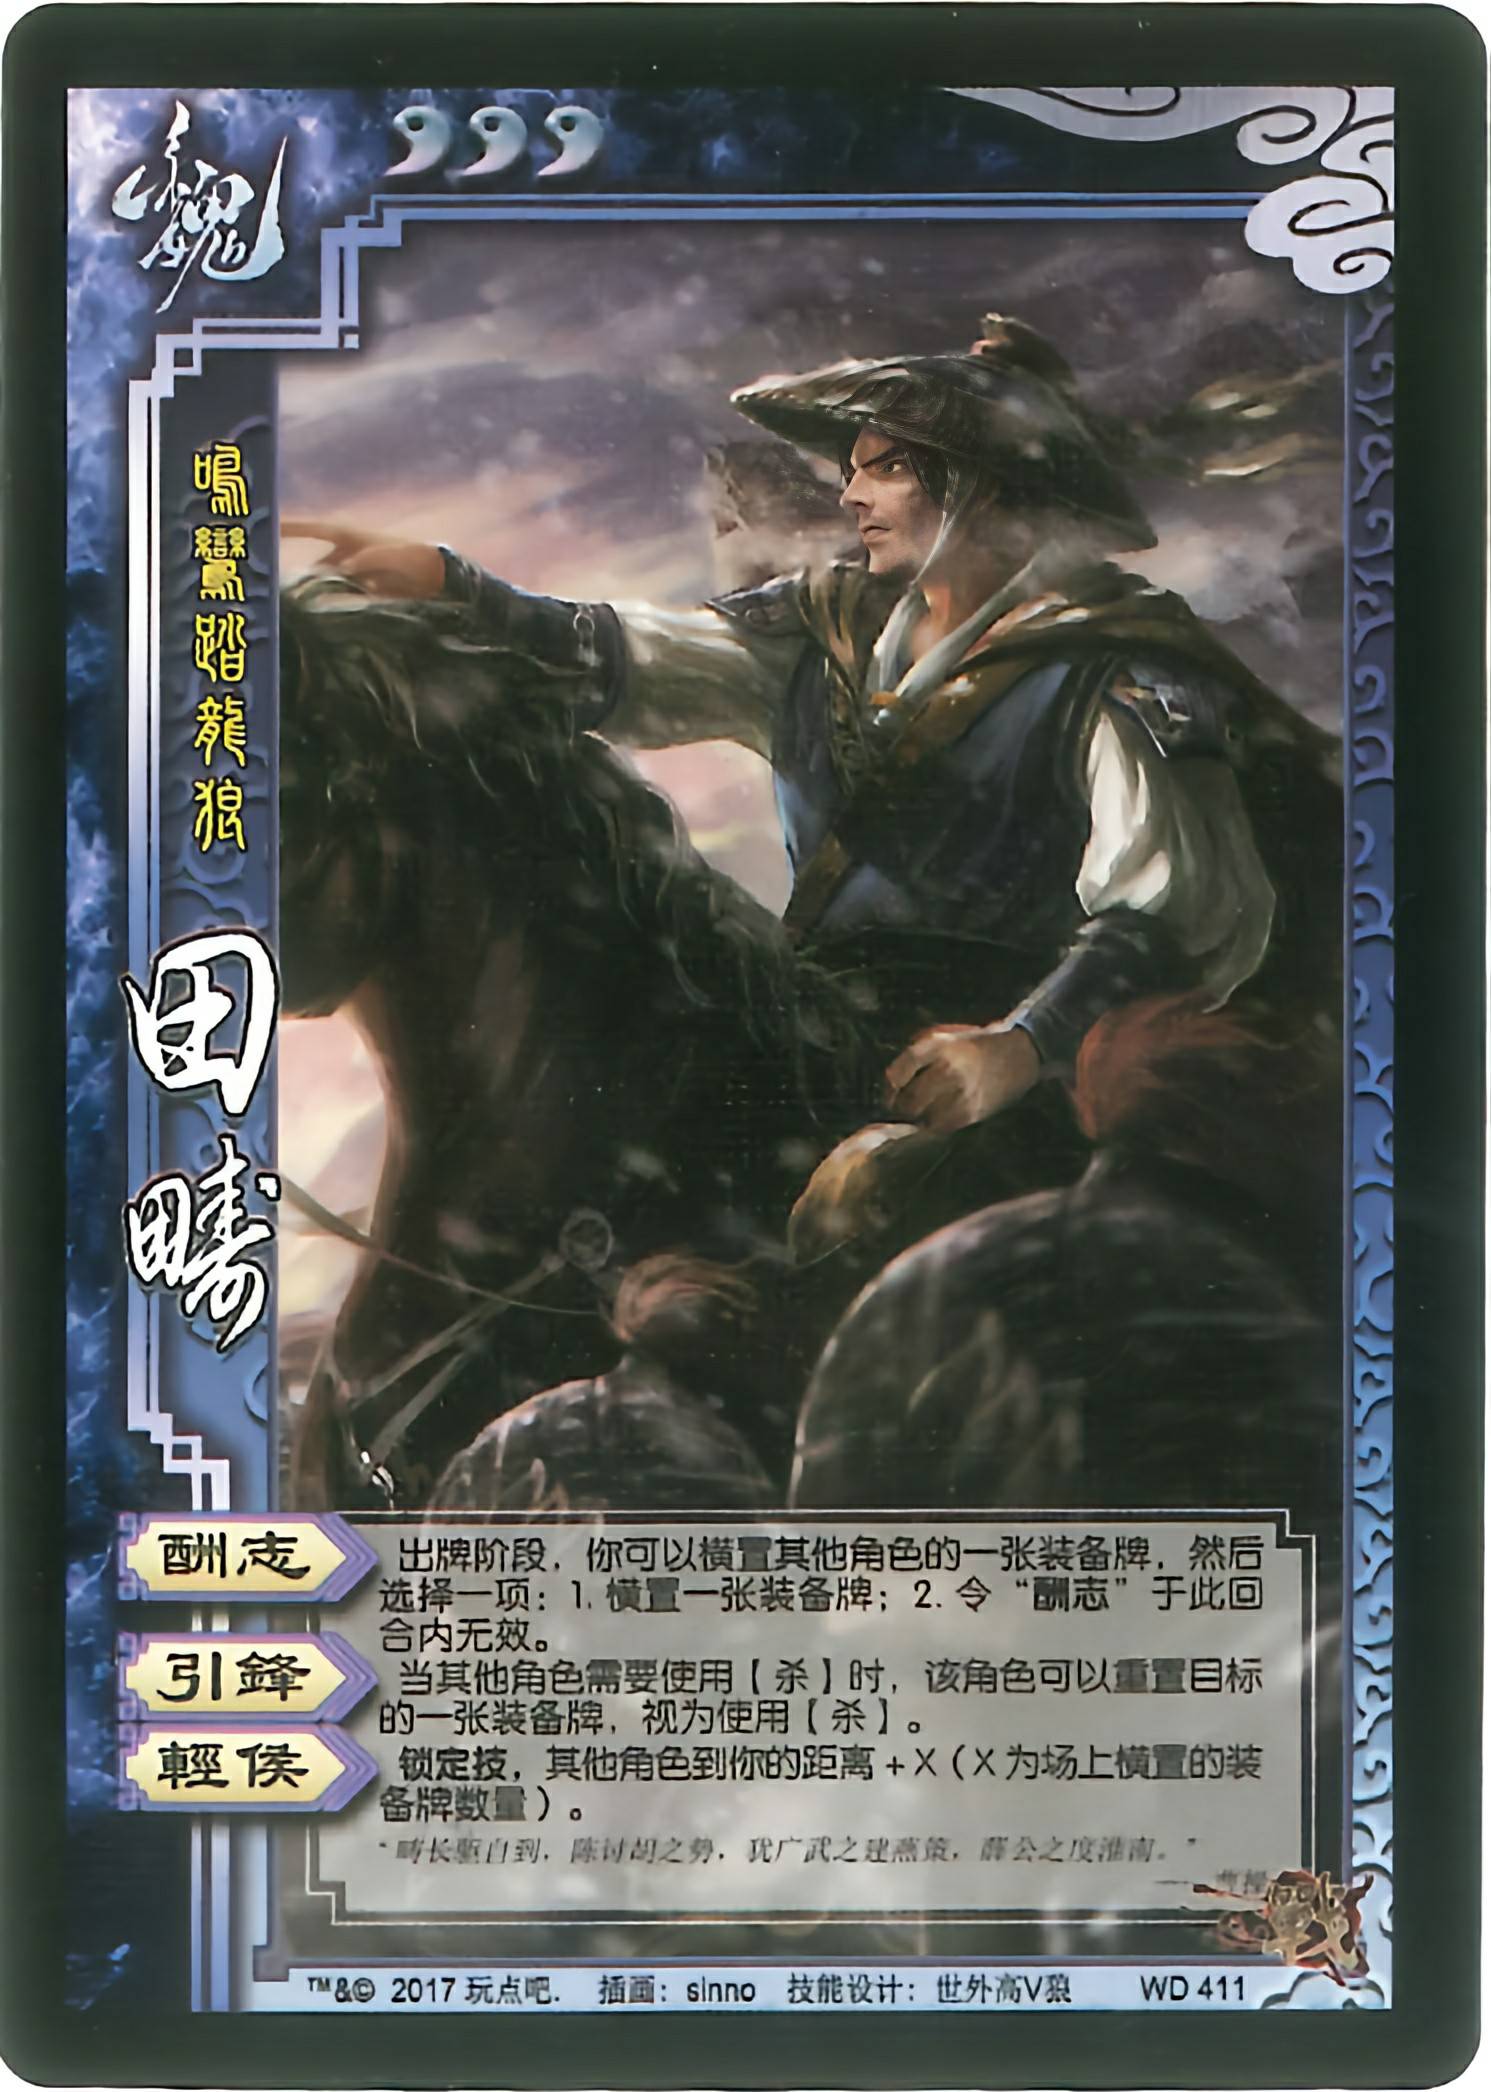 魏
鳴鸞踏龍狼
田疇
酬志
出牌阶段，你可以横置其他角色的一张装备牌，然后
选择一项：1. 横置一张装备牌；2. 令“酬志”于此回
合内无效。
引鋒
当其他角色需要使用【杀】时，该角色可以重置目标
的一张装备牌，视为使用【杀】。
輕侯
锁定技，其他角色到你的距离+X（X为场上横置的装
备牌数量）。
“畴长驱自到，陈讨胡之势，犹广武之建燕策，薛公之度淮南。”
——曹操
戰
™&© 2017 玩点吧. 插画：sinno 技能设计：世外高V狼 WD 411